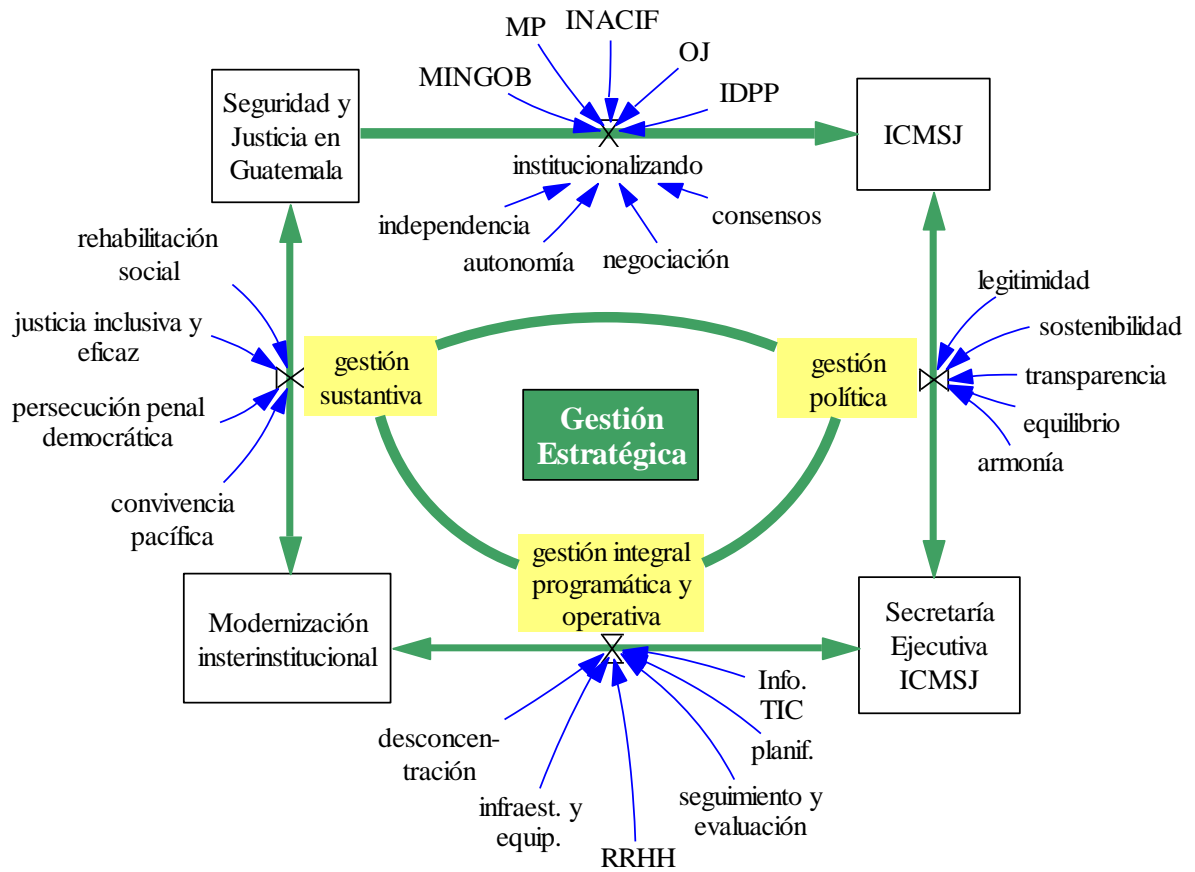 MP
INACIF
OJ
MINGOB
IDPP
Seguridad y
Justicia en
Guatemala
ICMSJ
institucionalizando
independencia
autonomía
negociación
consensos
rehabilitación
social
justicia inclusiva y
eficaz
persecución penal
democrática
convivencia
pacífica
gestión
sustantiva
Gestión
Estratégica
gestión
política
legitimidad
sostenibilidad
transparencia
equilibrio
armonía
gestión integral
programática y
operativa
Modernización
insterinstitucional
Secretaría
Ejecutiva
ICMSJ
desconcen-
tración
infraest. y
equip.
RRHH
seguimiento y
evaluación
planif.
Info.
TIC